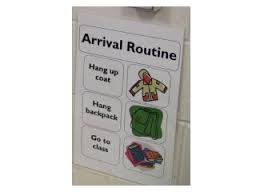 Arrival Routine
Hang up
coat
Hang
backpack
Go to
class